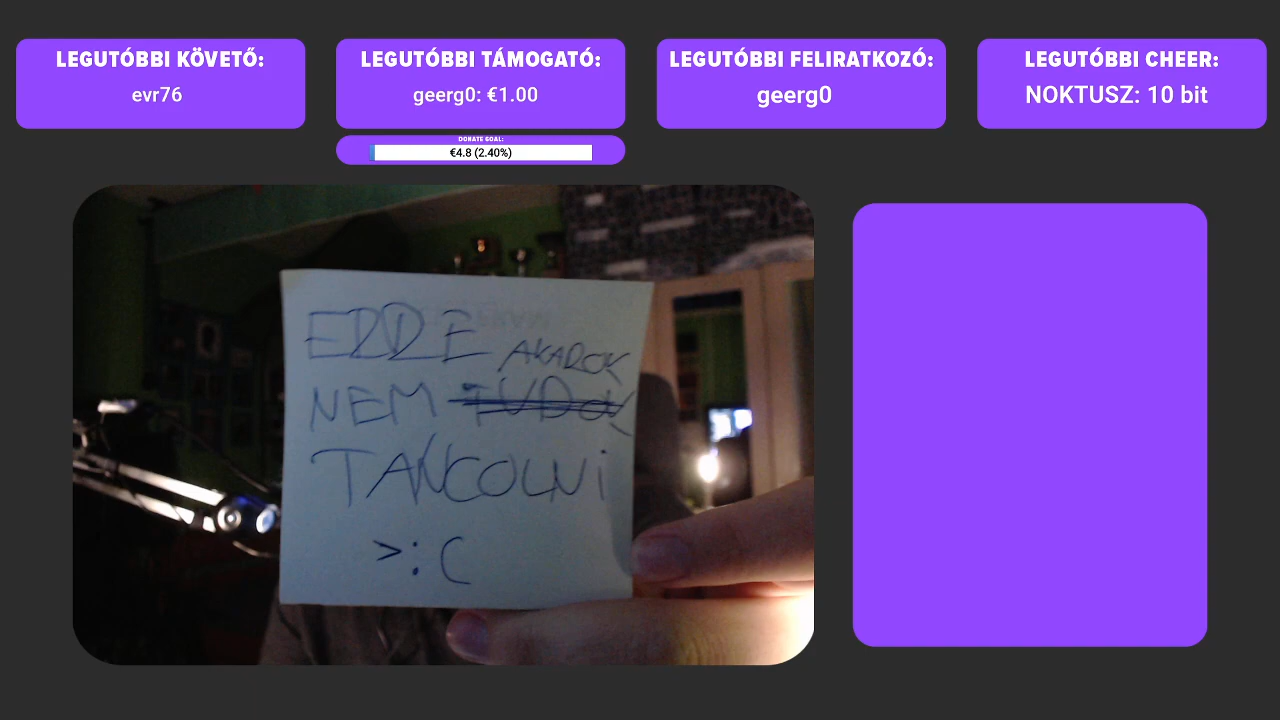 LEGUTÓBBI KÖVETŐ:
evr76
LEGUTÓBBI TÁMOGATÓ:
geerg0: €1.00
DONATE GOAL:
€4.8 (2.40%)
LEGUTÓBBI FELIRATKOZÓ:
geerg0
LEGUTÓBBI CHEER:
NOKTUSZ: 10 bit
ERRE
AKAROK
NEM TUDOK
TANCOLNi
>:C